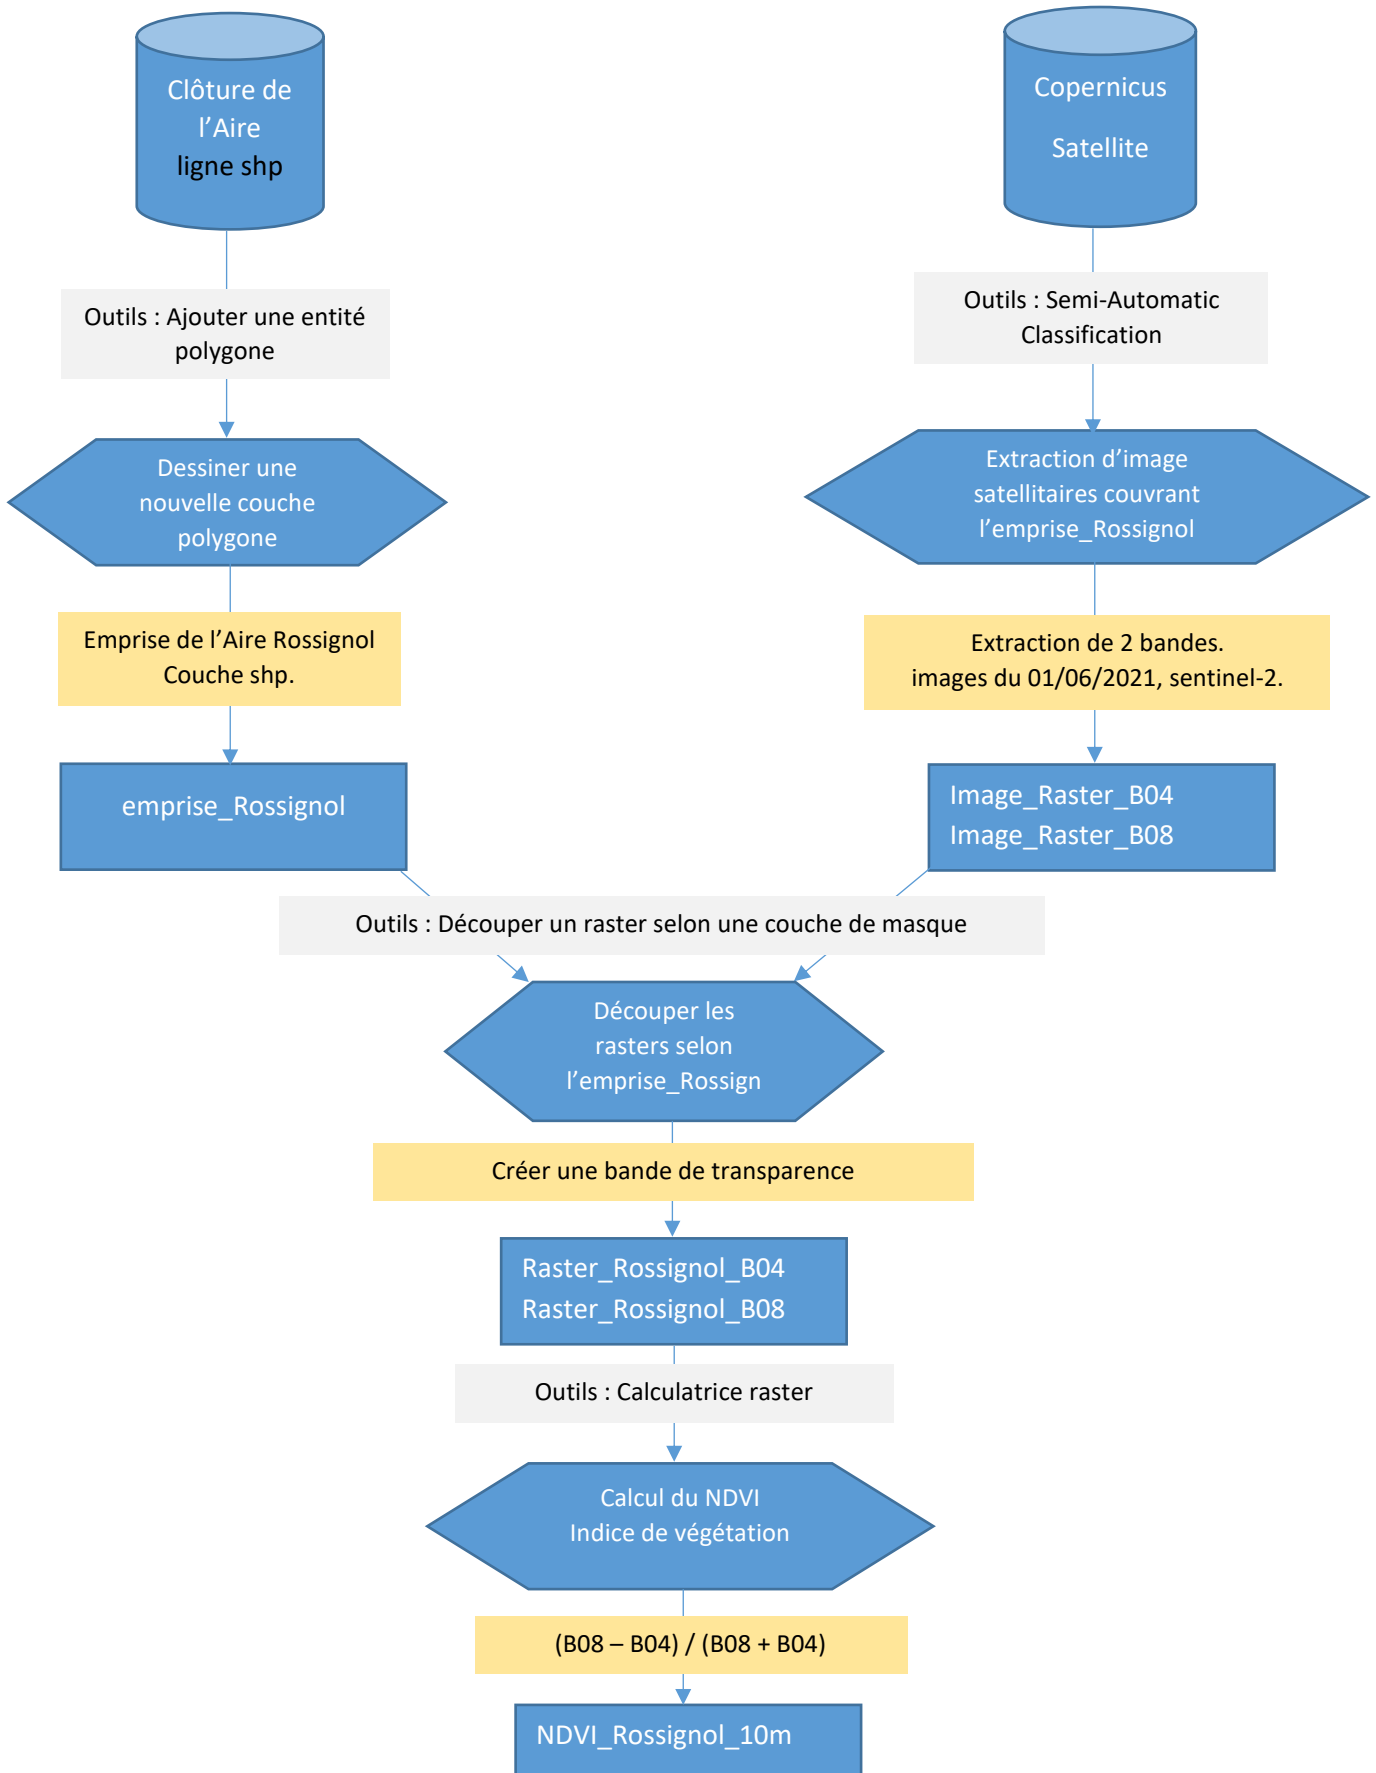 Clôture de
l’Aire
ligne shp
Copernicus
Satellite
Outils : Ajouter une entité
polygone
Outils : Semi-Automatic
Classification
Dessiner une
nouvelle couche
polygone
Extraction d’image
satellitaires couvrant
l’emprise_Rossignol
Emprise de l’Aire Rossignol
Couche shp.
Extraction de 2 bandes.
images du 01/06/2021, sentinel-2.
emprise_Rossignol
Image_Raster_B04
Image_Raster_B08
Outils : Découper un raster selon une couche de masque
Découper les
rasters selon
l’emprise_Rossign
Créer une bande de transparence
Raster_Rossignol_B04
Raster_Rossignol_B08
Outils : Calculatrice raster
Calcul du NDVI
Indice de végétation
(B08 – B04) / (B08 + B04)
NDVI_Rossignol_10m